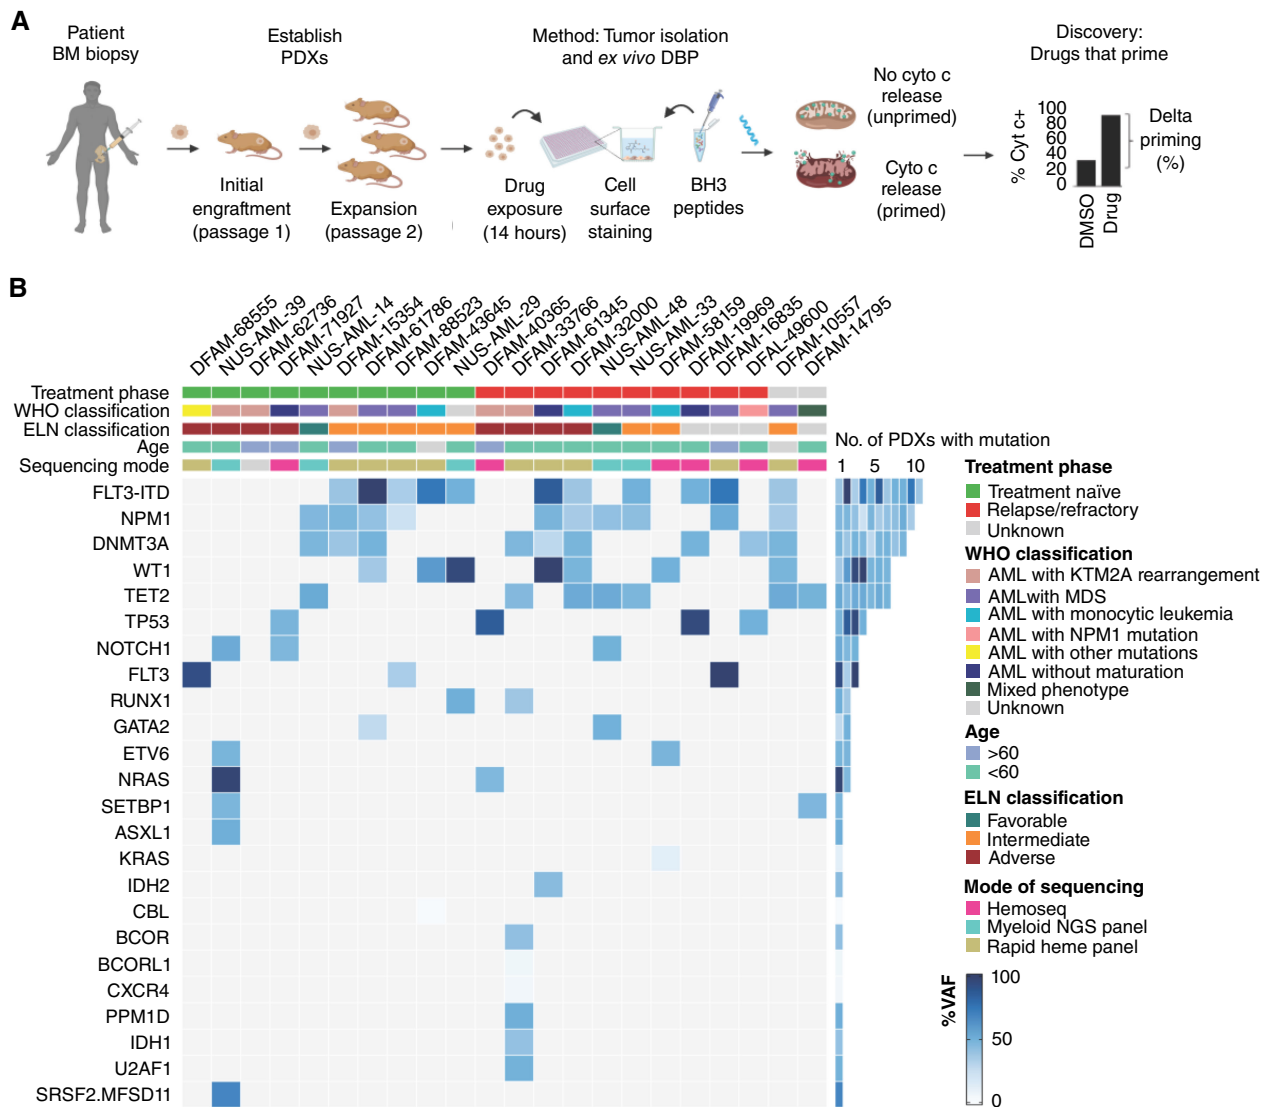 A
Patient
BM biopsy
Establish
PDXs
Method: Tumor isolation
and ex vivo DBP
Discovery:
Drugs that prime
No cyto c
release
(unprimed)
Cyto c
release
(primed)
Initial
engraftment
(passage 1)
Expansion
(passage 2)
Drug
exposure
(14 hours)
Cell
surface
staining
BH3
peptides
% Cyt c+
100
80
60
40
20
0
DMSO
Drug
Delta
priming
(%)
B
DFAM-68555
NUS-AML-39
DFAM-62736
DFAM-71927
NUS-AML-14
DFAM-15354
DFAM-61786
DFAM-88523
DFAM-43645
NUS-AML-29
DFAM-40365
DFAM-33766
DFAM-61345
DFAM-32000
NUS-AML-48
NUS-AML-33
DFAM-58159
DFAM-19969
DFAM-16835
DFAL-49600
DFAM-10557
DFAM-14795
Treatment phase
WHO classification
ELN classification
Age
Sequencing mode
FLT3-ITD
NPM1
DNMT3A
WT1
TET2
TP53
NOTCH1
FLT3
RUNX1
GATA2
ETV6
NRAS
SETBP1
ASXL1
KRAS
IDH2
CBL
BCOR
BCORL1
CXCR4
PPM1D
IDH1
U2AF1
SRSF2.MFSD11
No. of PDXs with mutation
1 5 10
Treatment phase
Treatment naïve
Relapse/refractory
Unknown
WHO classification
AML with KTM2A rearrangement
AMLwith MDS
AML with monocytic leukemia
AML with NPM1 mutation
AML with other mutations
AML without maturation
Mixed phenotype
Unknown
Age
>60
<60
ELN classification
Favorable
Intermediate
Adverse
Mode of sequencing
Hemoseq
Myeloid NGS panel
Rapid heme panel
%VAF
100
50
0